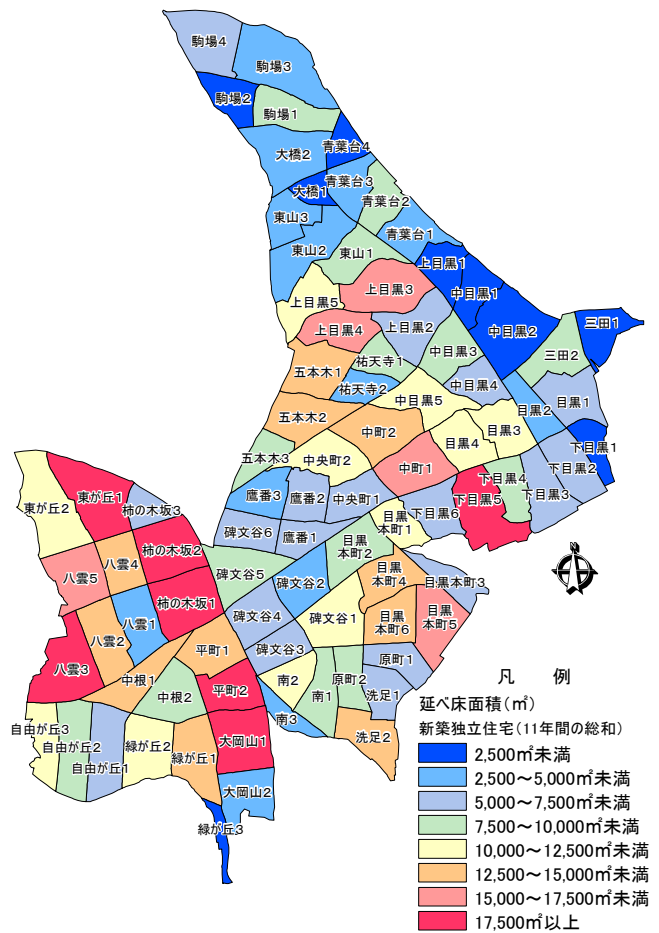 駒場4
駒場3
駒場2
駒場1
青葉台4
大橋2
青葉台3
大橋1
青葉台2
東山3
青葉台1
東山2
東山1
上目黒1
上目黒3
中目黒1
上目黒5
中目黒2
三田1
上目黒4
上目黒2
中目黒3
三田2
祐天寺1
五本木1
中目黒4
祐天寺2
中目黒5
目黒2
目黒1
五本木2
中町2
目黒3
目黒4
下目黒1
五本木3
中央町2
中町1
下目黒2
下目黒4
下目黒3
下目黒5
東が丘2
東が丘1
柿の木坂3
鷹番3
鷹番2
中央町1
下目黒6
碑文谷6
鷹番1
目黒
本町1
目黒
本町2
柿の木坂2
八雲4
八雲5
碑文谷5
碑文谷2
目黒
本町4
目黒本町3
柿の木坂1
八雲1
八雲2
碑文谷4
碑文谷1
目黒
本町6
目黒
本町5
平町1
碑文谷3
原町1
八雲3
中根1
南2
原町2
平町2
中根2
南1
洗足1
南3
自由が丘3
自由が丘2
自由が丘1
緑が丘2
緑が丘1
大岡山1
洗足2
大岡山2
緑が丘3
凡　例
延べ床面積(㎡)
新築独立住宅(11年間の総和)
2,500㎡未満
2,500～5,000㎡未満
5,000～7,500㎡未満
7,500～10,000㎡未満
10,000～12,500㎡未満
12,500～15,000㎡未満
15,000～17,500㎡未満
17,500㎡以上